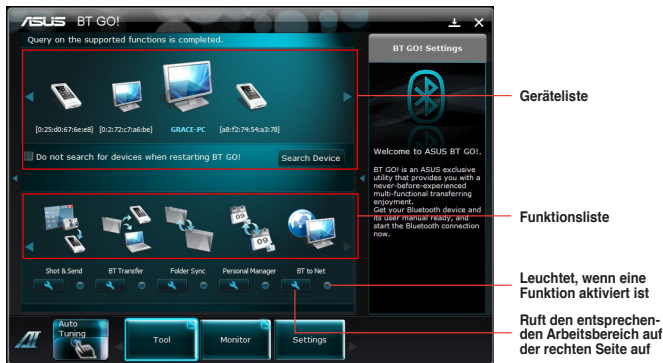 ASUS BT GO!
Query on the supported functions is completed.
[0:25:d0:67:6e:e8] [0:2:72:c7:a6:be] GRACE-PC [a8:f2:74:54:a3:78]
Do not search for devices when restarting BT GO!
Search Device
Shot & Send BT Transfer Folder Sync Personal Manager BT to Net
09
09
Auto
Tuning
Tool Monitor Settings
BT GO! Settings
Welcome to ASUS BT GO!.
BT GO! is an ASUS exclusive
utility that provides you with a
never-before-experienced
multi-functional transferring
enjoyment.
Get your Bluetooth device and
its user manual ready, and
start the Bluetooth connection
now.
Geräteliste
Funktionsliste
Leuchtet, wenn eine
Funktion aktiviert ist
Ruft den entsprechen-
den Arbeitsbereich auf
der rechten Seite auf